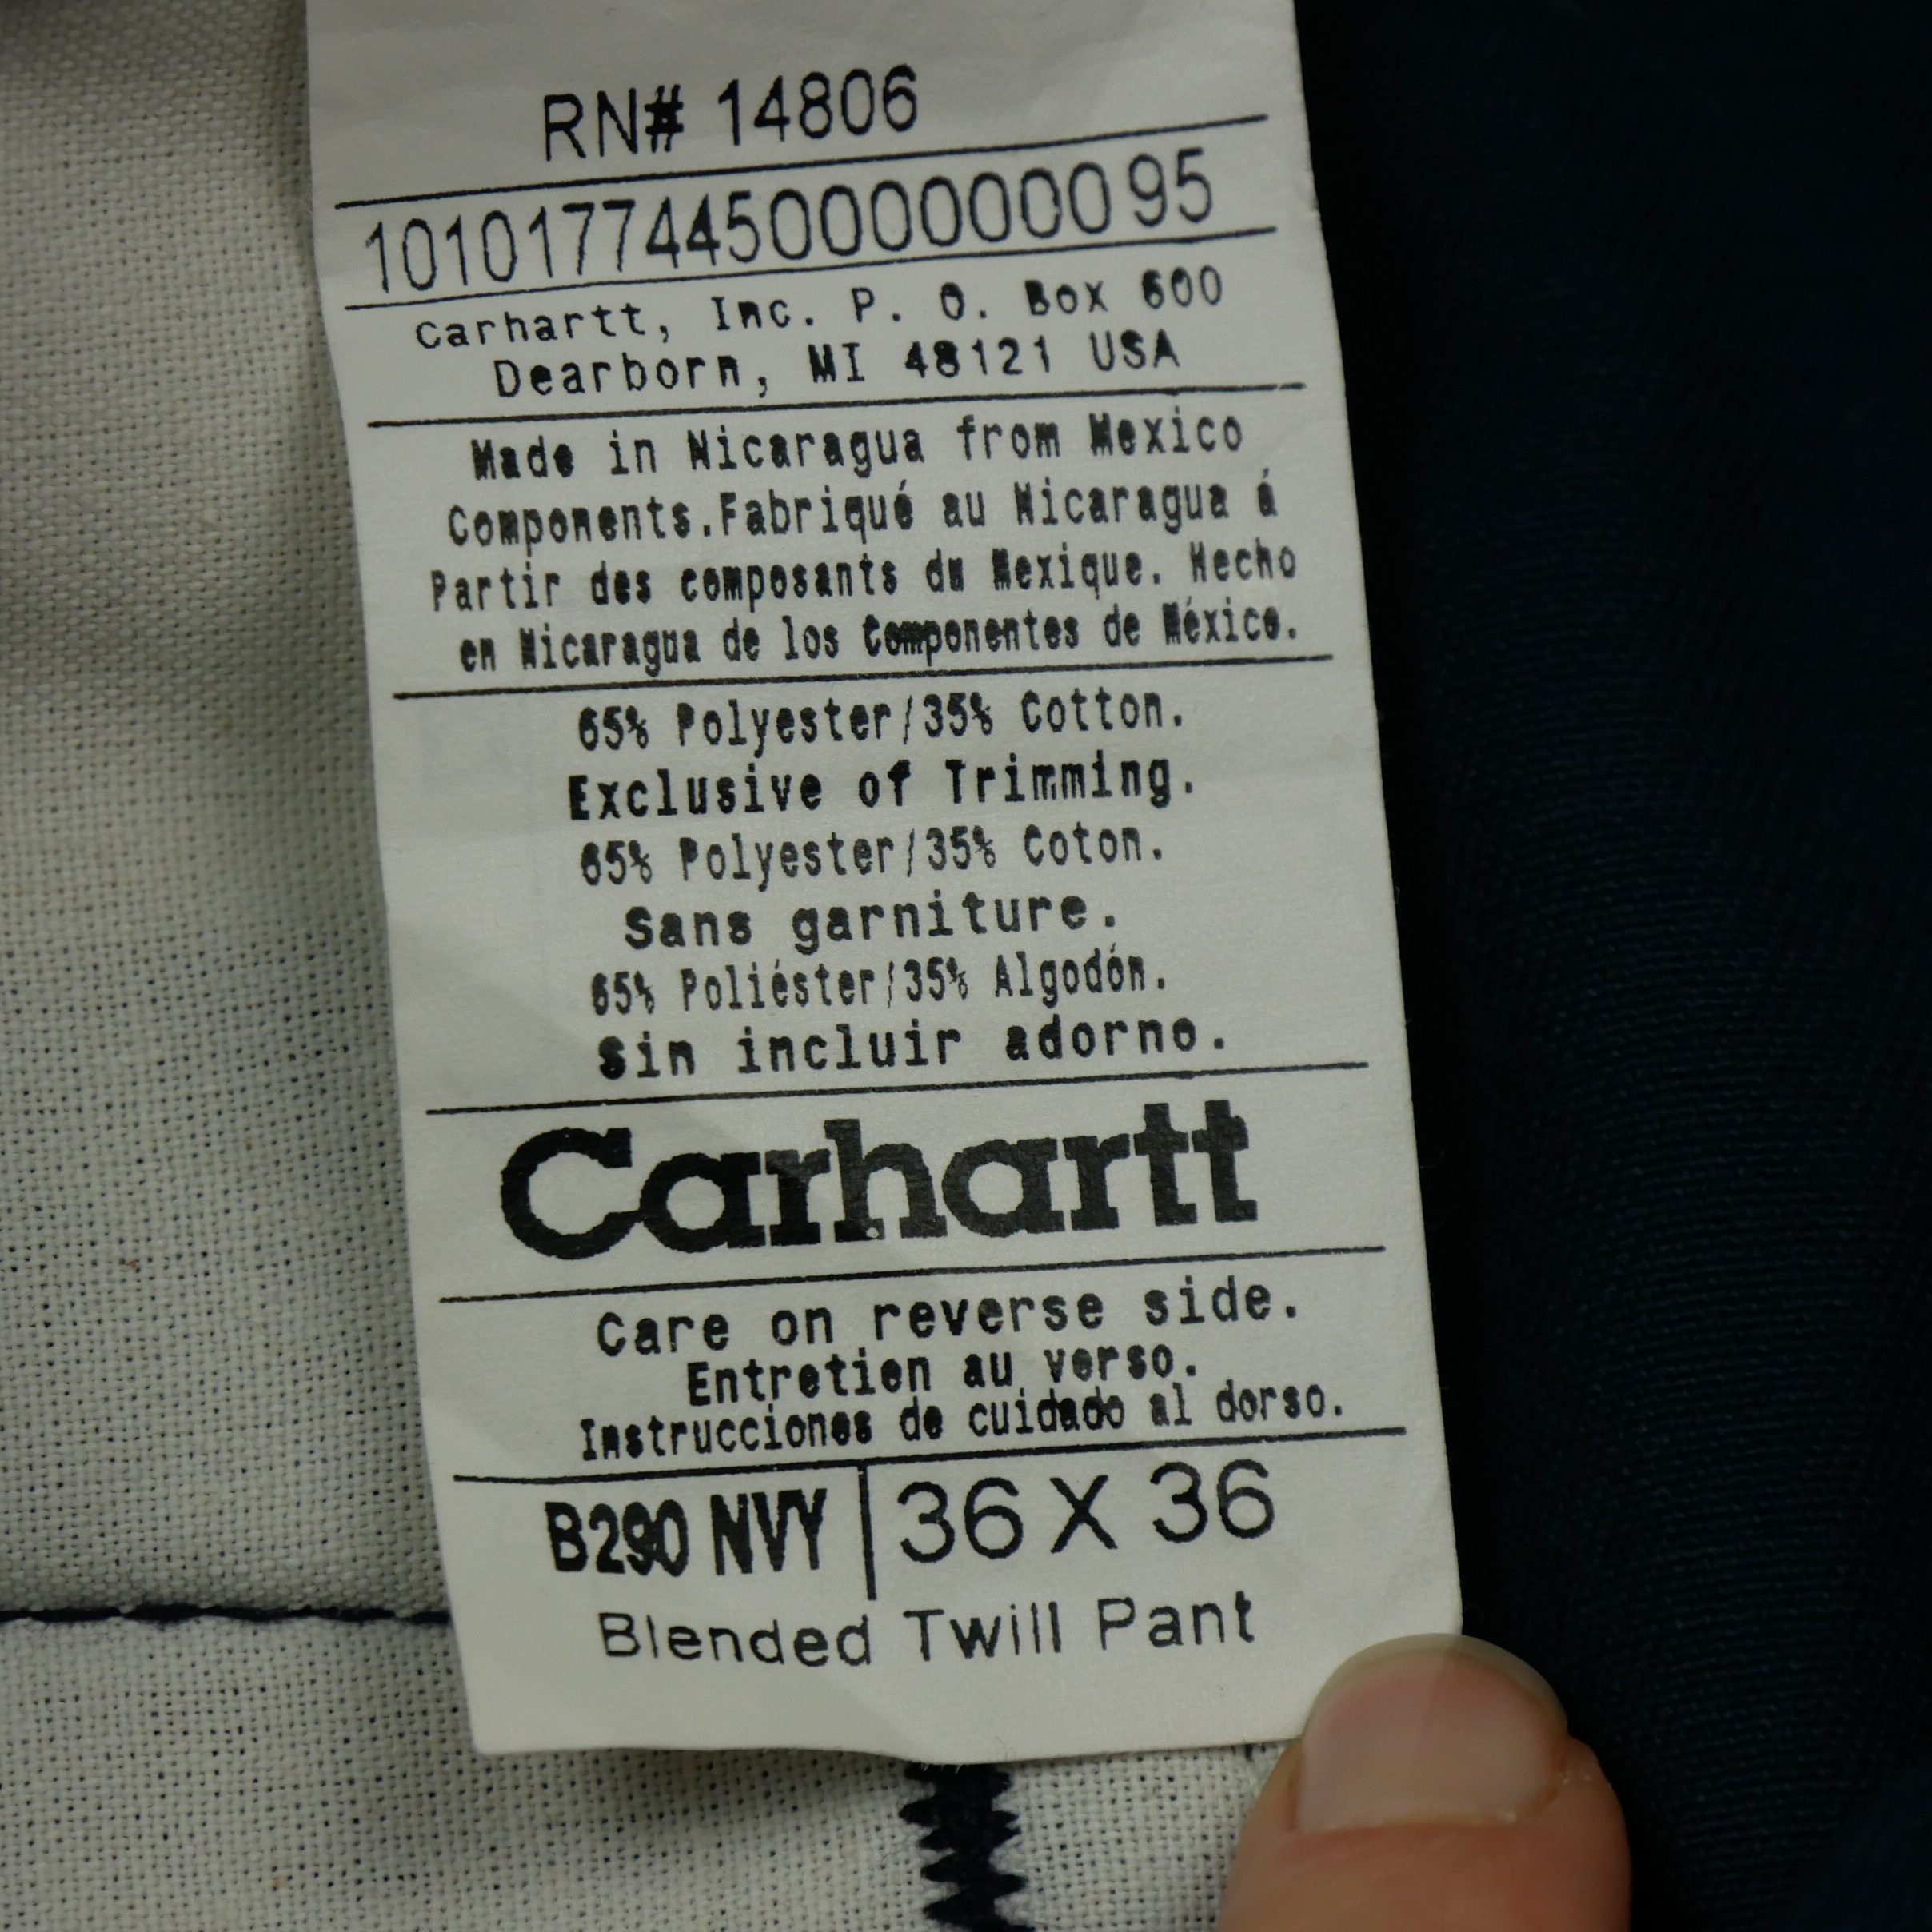 RN# 14806
10101774450000000095
Carhartt, Inc. P. O. Box 600
Dearborn, MI 48121 USA
Made in Nicaragua from Mexico
Components.Fabriqué au Nicaragua á
Partir des composants du Mexique. Hecho
en Nicaragua de los Componentes de México.
65% Polyester/35% Cotton.
Exclusive of Trimming.
65% Polyester/35% Coton.
Sans garniture.
65% Poliéster/35% Algodón.
Sin incluir adorno.
Carhartt
Care on reverse side.
Entretien au verso.
Instrucciones de cuidado al dorso.
B290 NVY | 36 X 36
Blended Twill Pant